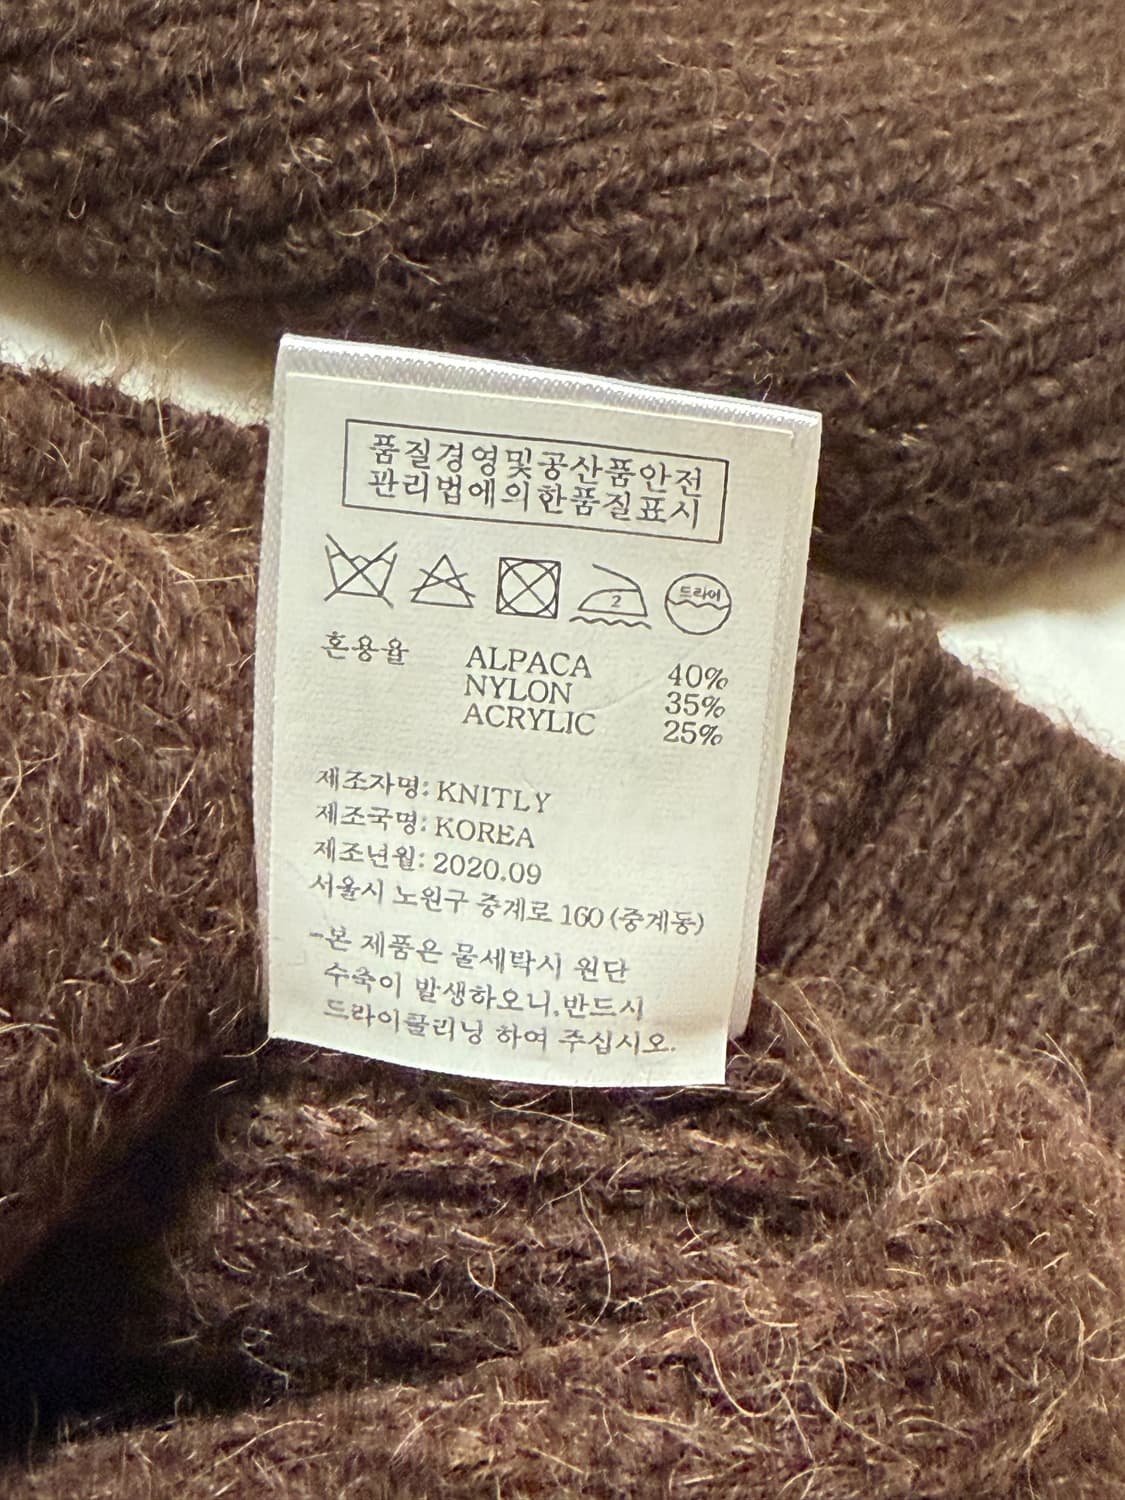 품질경영및공산품안전
관리법에의한품질표시
2 드라이
혼용율 ALPACA 40%
NYLON 35%
ACRYLIC 25%
제조자명: KNITLY
제조국명: KOREA
제조년월: 2020.09
서울시 노원구 중계로 160 (중계동)
-본 제품은 물세탁시 원단
수축이 발생하오니,반드시
드라이클리닝 하여 주십시오.